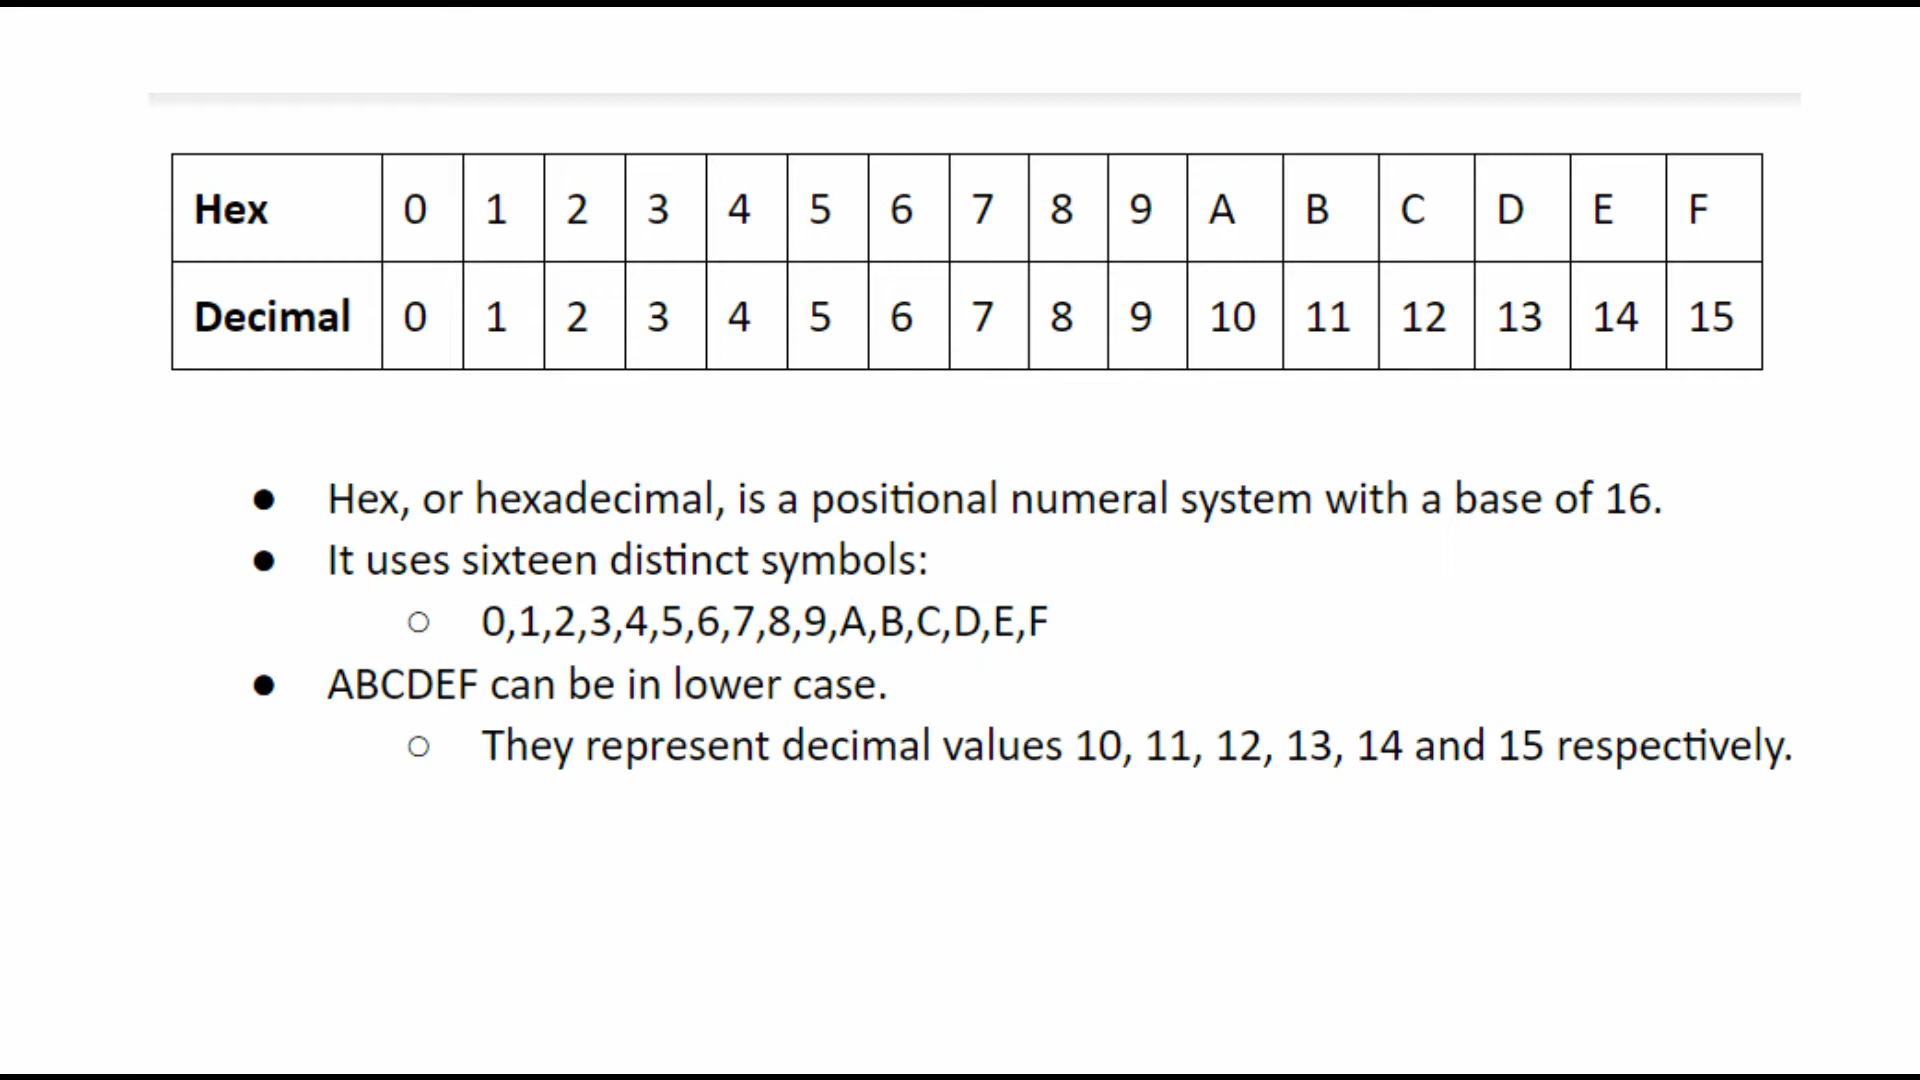 Hex 0 1 2 3 4 5 6 7 8 9 A B C D E F
Decimal 0 1 2 3 4 5 6 7 8 9 10 11 12 13 14 15
● Hex, or hexadecimal, is a positional numeral system with a base of 16.
● It uses sixteen distinct symbols:
○ 0,1,2,3,4,5,6,7,8,9,A,B,C,D,E,F
● ABCDEF can be in lower case.
○ They represent decimal values 10, 11, 12, 13, 14 and 15 respectively.